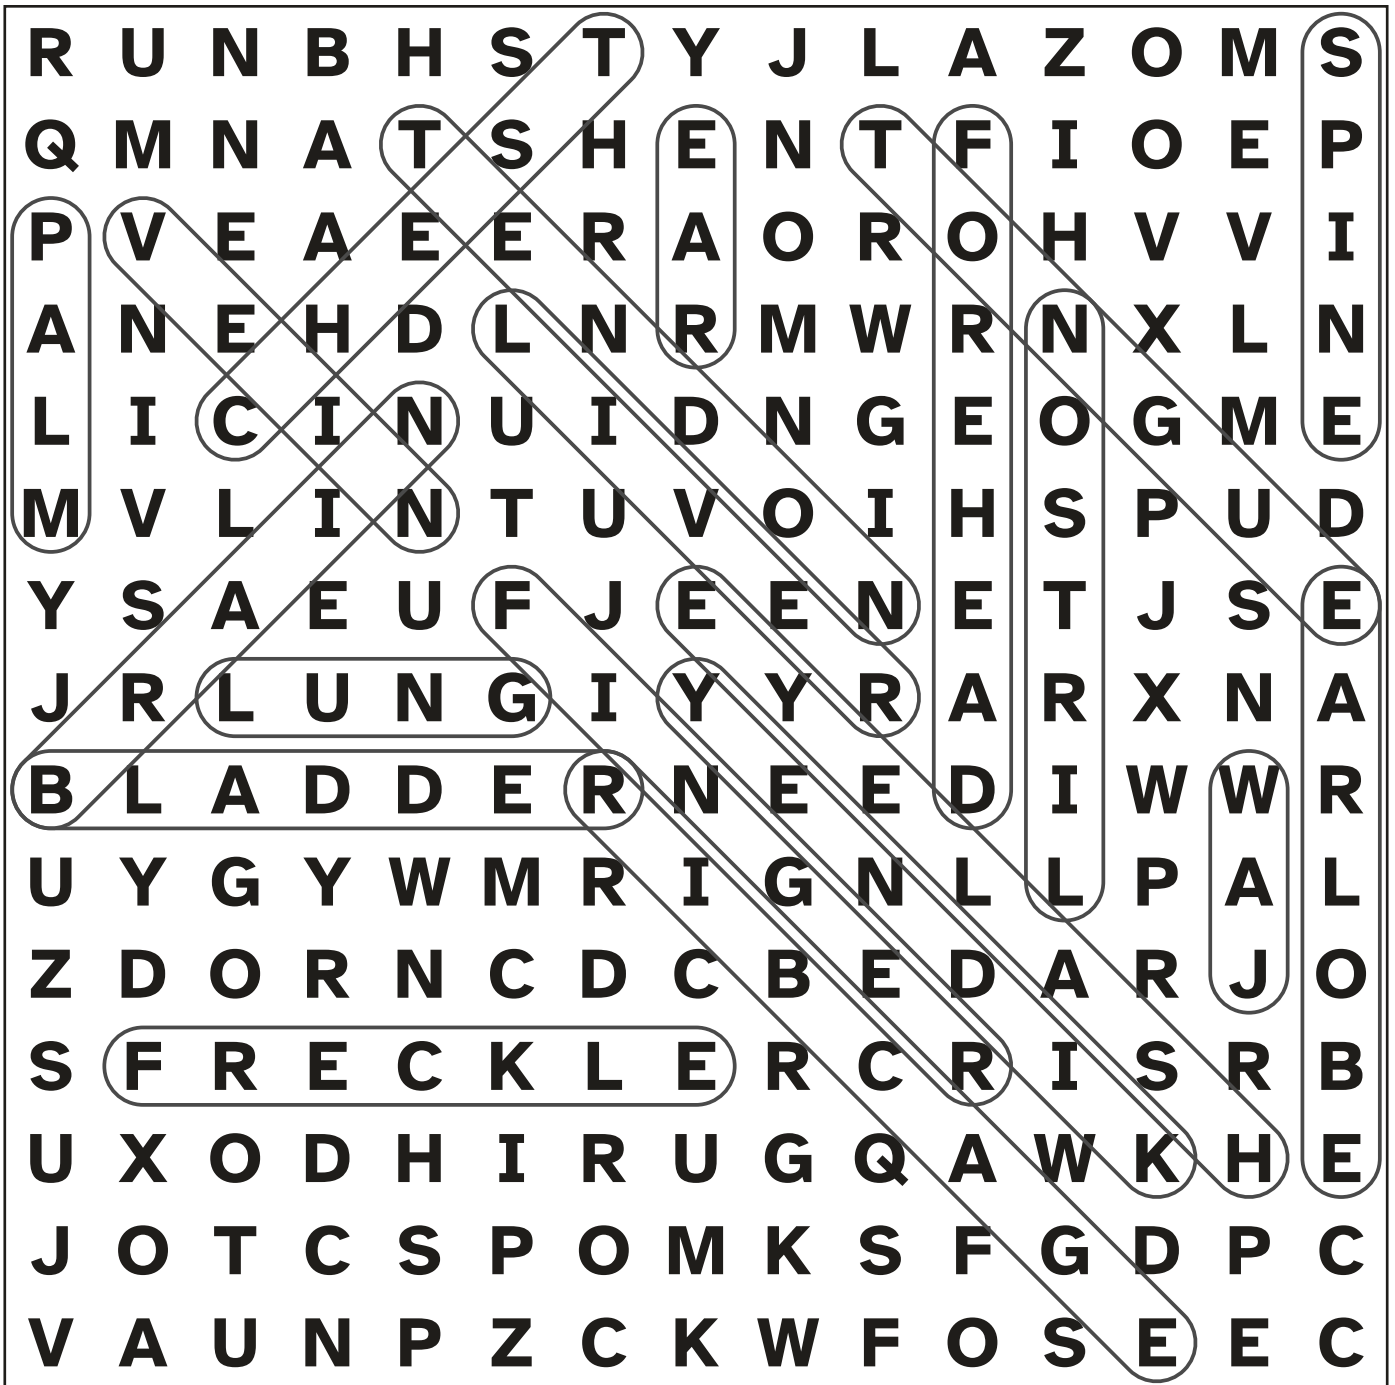 R U N B H S T Y J L A Z O M S
Q M N A T S H E N T F I O E P
P V E A E E R A O R O H V V I
A N E H D L N R M W R N X L N
L I C I N U I D N G E O G M E
M V L I N T U V O I H S P U D
Y S A E U F J E E N E T J S E
J R L U N G I Y Y R A R X N A
B L A D D E R N E E D I W W R
U Y G Y W M R I G N L L P A L
Z D O R N C D C B E D A R J O
S F R E C K L E R C R I S R B
U X O D H I R U G Q A W K H E
J O T C S P O M K S F G D P C
V A U N P Z C K W F O S E E C